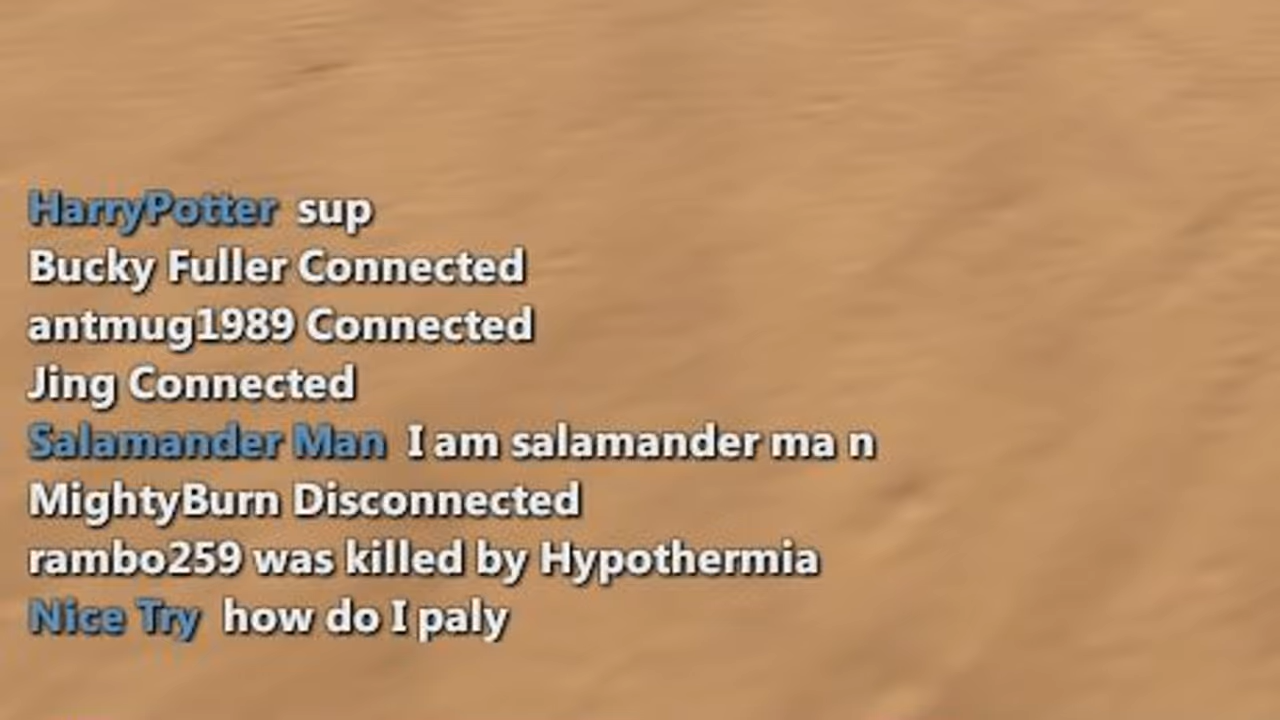 HarryPotter sup
Bucky Fuller Connected
antmug1989 Connected
Jing Connected
Salamander Man I am salamander ma n
MightyBurn Disconnected
rambo259 was killed by Hypothermia
Nice Try how do I paly